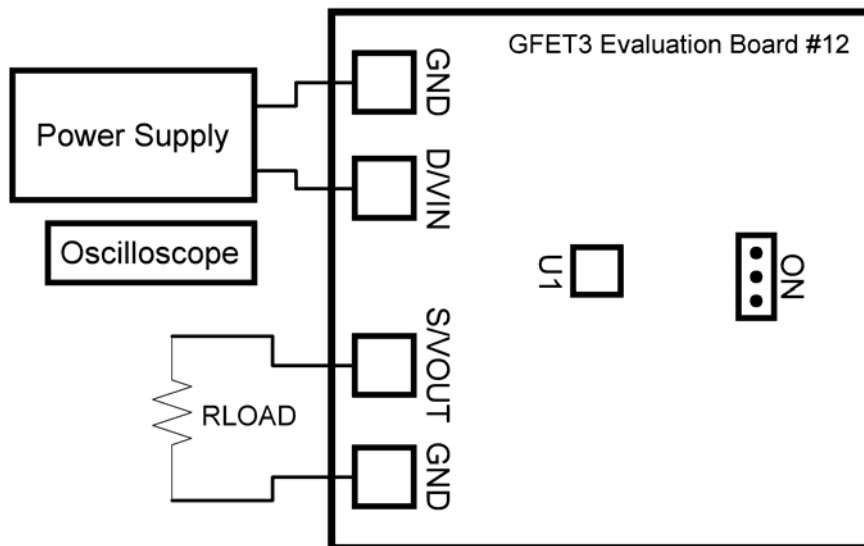 GFET3 Evaluation Board #12
GND
Power Supply
D/VIN
Oscilloscope
U1
ON
S/VOUT
RLOAD
GND